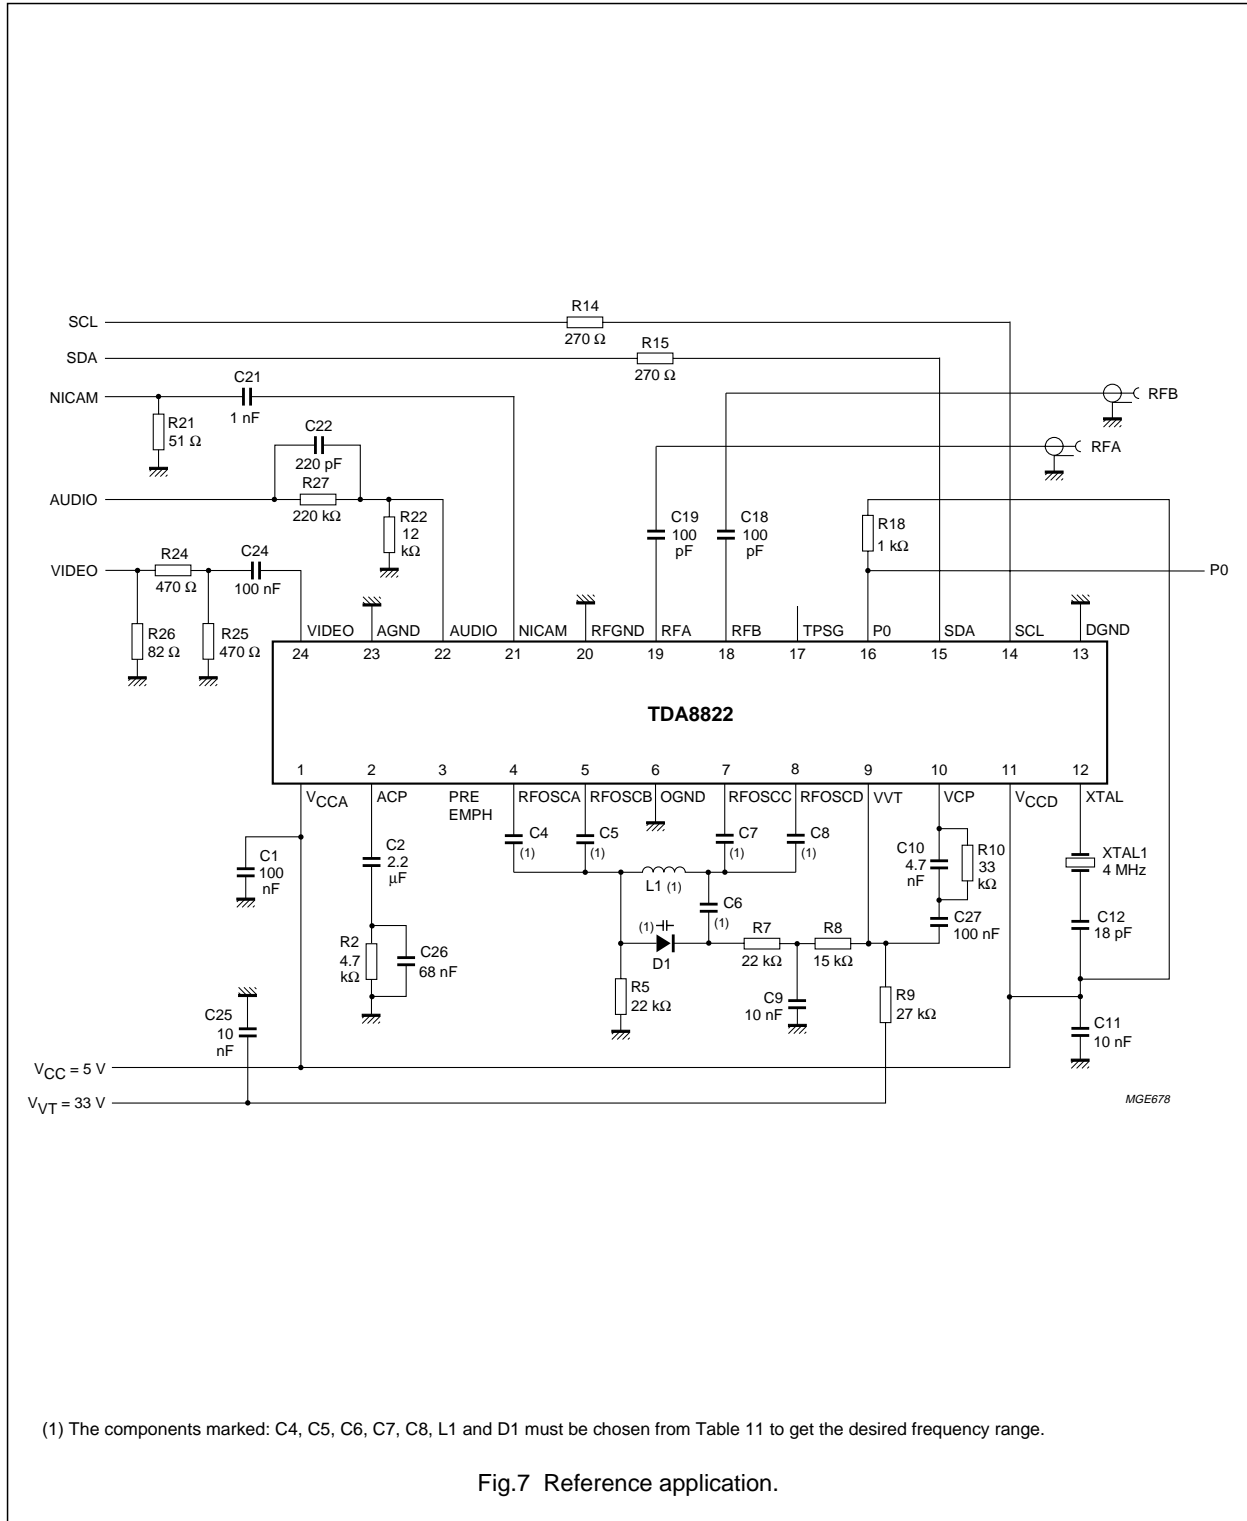 SCL
R14
270 Ω
SDA
R15
270 Ω
NICAM
C21
1 nF
R21
51 Ω
RFB
RFA
C22
220 pF
AUDIO
R27
220 kΩ
R22
12
kΩ
C19
100
pF
C18
100
pF
R18
1 kΩ
VIDEO
R24
470 Ω
C24
100 nF
P0
R26
82 Ω
R25
470 Ω
VIDEO AGND AUDIO NICAM RFGND RFA RFB TPSG P0 SDA SCL DGND
24 23 22 21 20 19 18 17 16 15 14 13
TDA8822
1 2 3 4 5 6 7 8 9 10 11 12
VCCA ACP PRE EMPH RFOSCA RFOSCB OGND RFOSCC RFOSCD VVT VCP VCCD XTAL
C1
100
nF
C2
2.2
μF
C4
(1)
C5
(1)
C7
(1)
C8
(1)
L1 (1)
C6
(1)
C10
4.7
nF
R10
33
kΩ
XTAL1
4 MHz
R2
4.7
kΩ
C26
68 nF
(1)
D1
R7
22 kΩ
R8
15 kΩ
C27
100 nF
C12
18 pF
R5
22 kΩ
C9
10 nF
R9
27 kΩ
C25
10
nF
C11
10 nF
VCC = 5 V
VVT = 33 V
MGE678
(1) The components marked: C4, C5, C6, C7, C8, L1 and D1 must be chosen from Table 11 to get the desired frequency range.
Fig.7 Reference application.